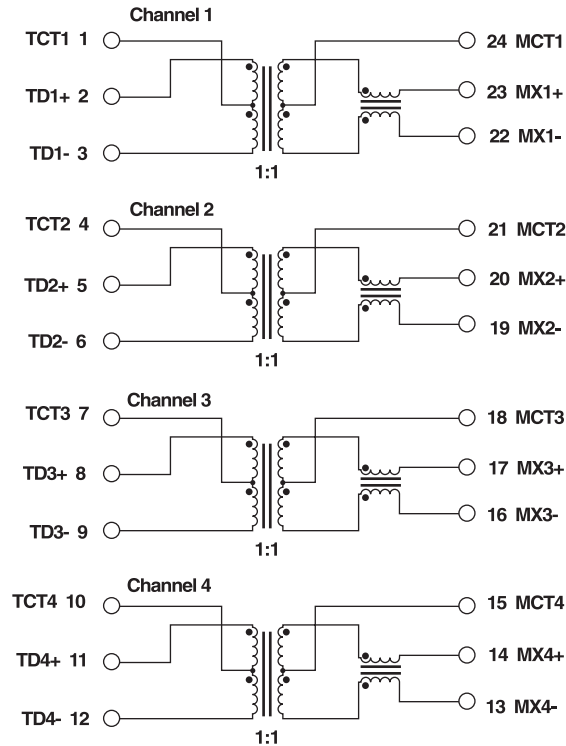 Channel 1
TCT1 1
24 MCT1
TD1+ 2
23 MX1+
22 MX1-
TD1- 3
1:1
Channel 2
TCT2 4
21 MCT2
TD2+ 5
20 MX2+
19 MX2-
TD2- 6
1:1
Channel 3
TCT3 7
18 MCT3
TD3+ 8
17 MX3+
16 MX3-
TD3- 9
1:1
Channel 4
TCT4 10
15 MCT4
TD4+ 11
14 MX4+
13 MX4-
TD4- 12
1:1